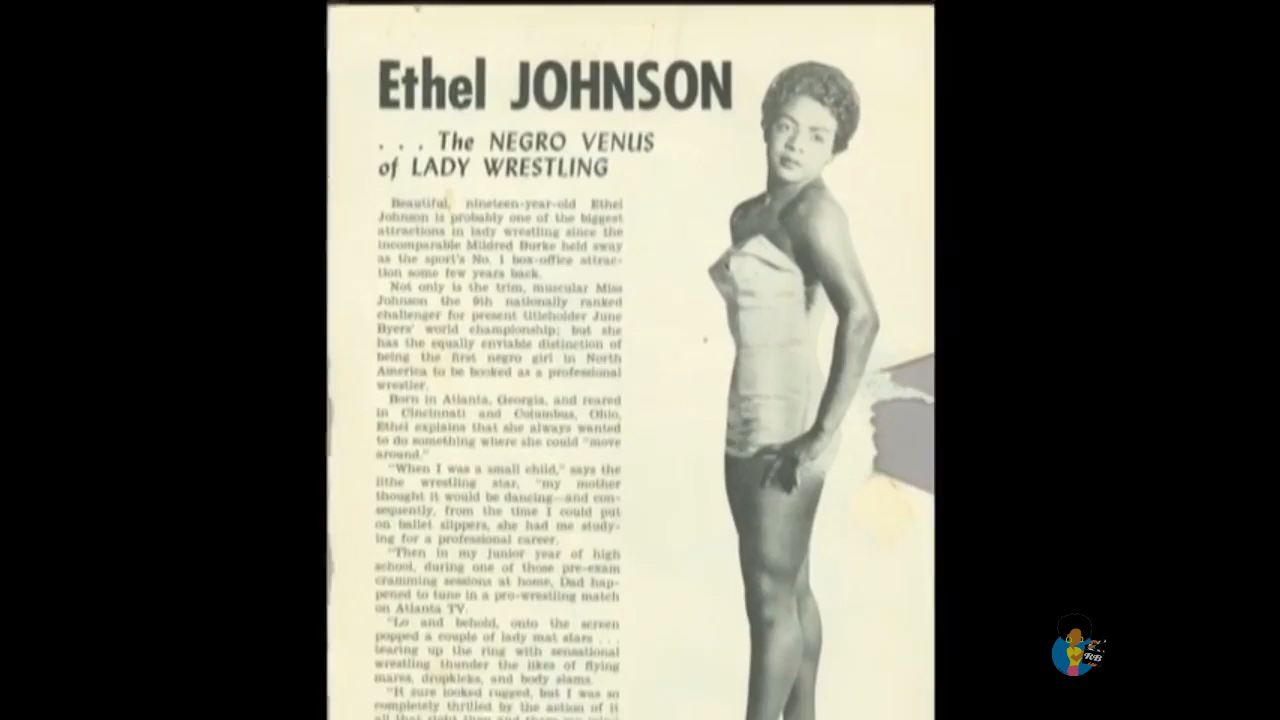 Ethel JOHNSON
. . . The NEGRO VENUS
of LADY WRESTLING
Beautiful, nineteen-year-old Ethel
Johnson is probably one of the biggest
attractions in lady wrestling since the
incomparable Mildred Burke held sway
as the sport's No. 1 box-office attrac-
tion some few years back.
Not only is the trim, muscular Miss
Johnson the 9th nationally ranked
challenger for present titleholder June
Byers' world championship; but she
has the equally enviable distinction of
being the first negro girl in North
America to be booked as a professional
wrestler.
Born in Atlanta, Georgia, and reared
in Cincinnati and Columbus, Ohio,
Ethel explains that she always wanted
to do something where she could "move
around."
"When I was a small child," says the
lithe wrestling star, "my mother
thought it would be dancing—and con-
sequently, from the time I could put
on ballet slippers, she had me study-
ing for a professional career.
"Then in my junior year of high
school, during one of those pre-exam
cramming sessions at home, Dad hap-
pened to tune in a pro-wrestling match
on Atlanta TV.
"Lo and behold, onto the screen
popped a couple of lady mat stars . . .
tearing up the ring with sensational
wrestling thunder the likes of flying
mares, dropkicks, and body slams.
"It sure looked rugged, but I was so
completely thrilled by the action of it
all that right then and there my
RB